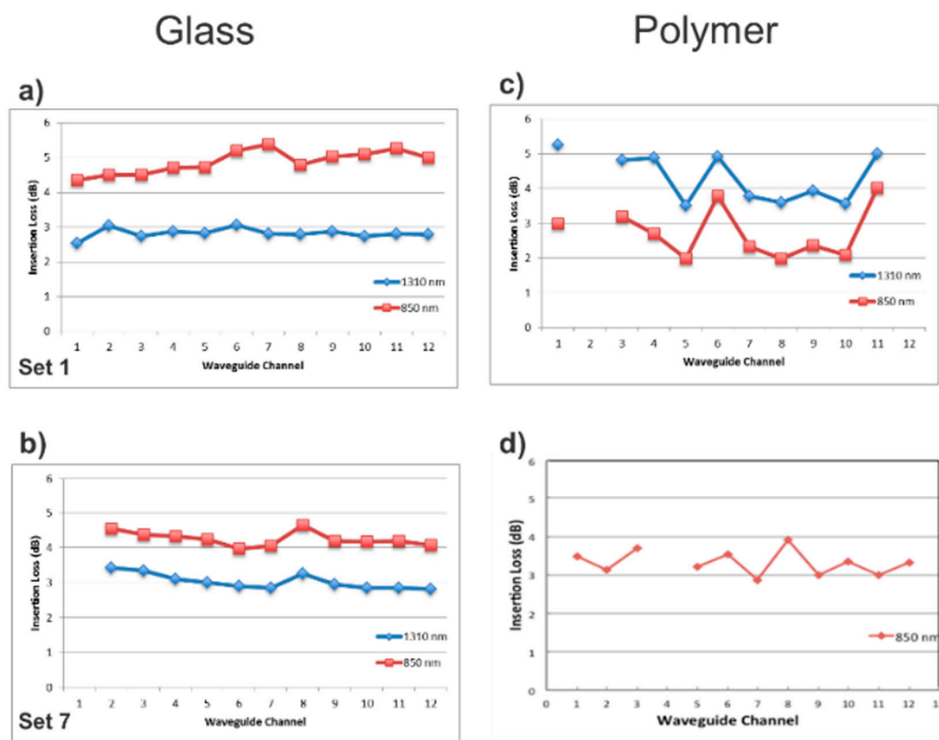 Glass
Polymer
a)
6
5
4
3
2
1
0
Insertion Loss (dB)
1310 nm
850 nm
1 2 3 4 5 6 7 8 9 10 11 12
Waveguide Channel
Set 1
c)
6
5
4
3
2
1
0
Insertion Loss (dB)
1310 nm
850 nm
1 2 3 4 5 6 7 8 9 10 11 12
Waveguide Channel
b)
6
5
4
3
2
1
0
Insertion Loss (dB)
1310 nm
850 nm
1 2 3 4 5 6 7 8 9 10 11 12
Waveguide Channel
Set 7
d)
6
5
4
3
2
1
0
Insertion Loss (dB)
850 nm
0 1 2 3 4 5 6 7 8 9 10 11 12 13
Waveguide Channel